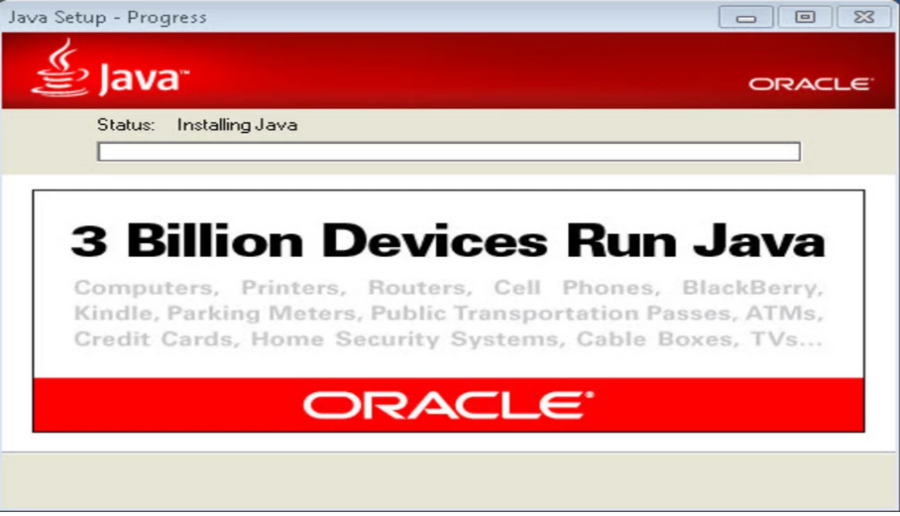 Java Setup - Progress
Java™
ORACLE®
Status: Installing Java
3 Billion Devices Run Java
Computers, Printers, Routers, Cell Phones, BlackBerry,
Kindle, Parking Meters, Public Transportation Passes, ATMs,
Credit Cards, Home Security Systems, Cable Boxes, TVs...
ORACLE®